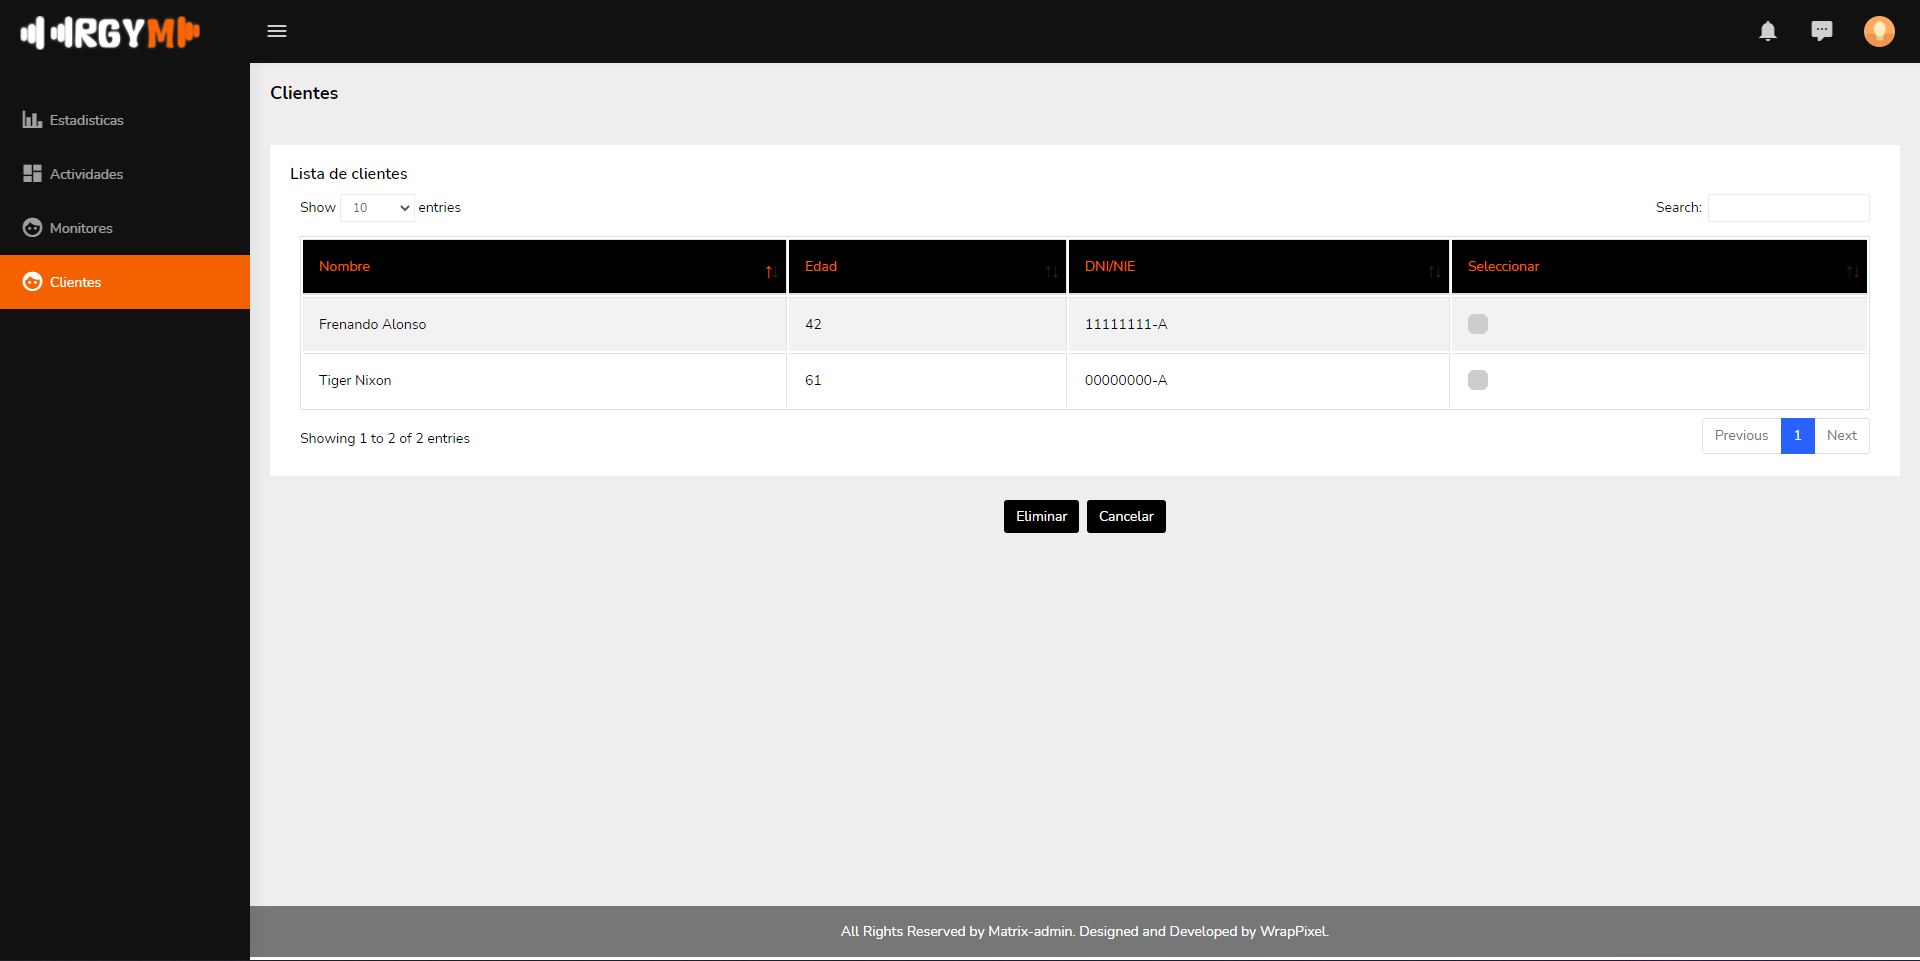 RGYM
Estadisticas
Actividades
Monitores
Clientes
Clientes
Lista de clientes
Show 10 entries
Search:
Nombre Edad DNI/NIE Seleccionar
Frenando Alonso 42 11111111-A
Tiger Nixon 61 00000000-A
Showing 1 to 2 of 2 entries
Previous 1 Next
Eliminar Cancelar
All Rights Reserved by Matrix-admin. Designed and Developed by WrapPixel.